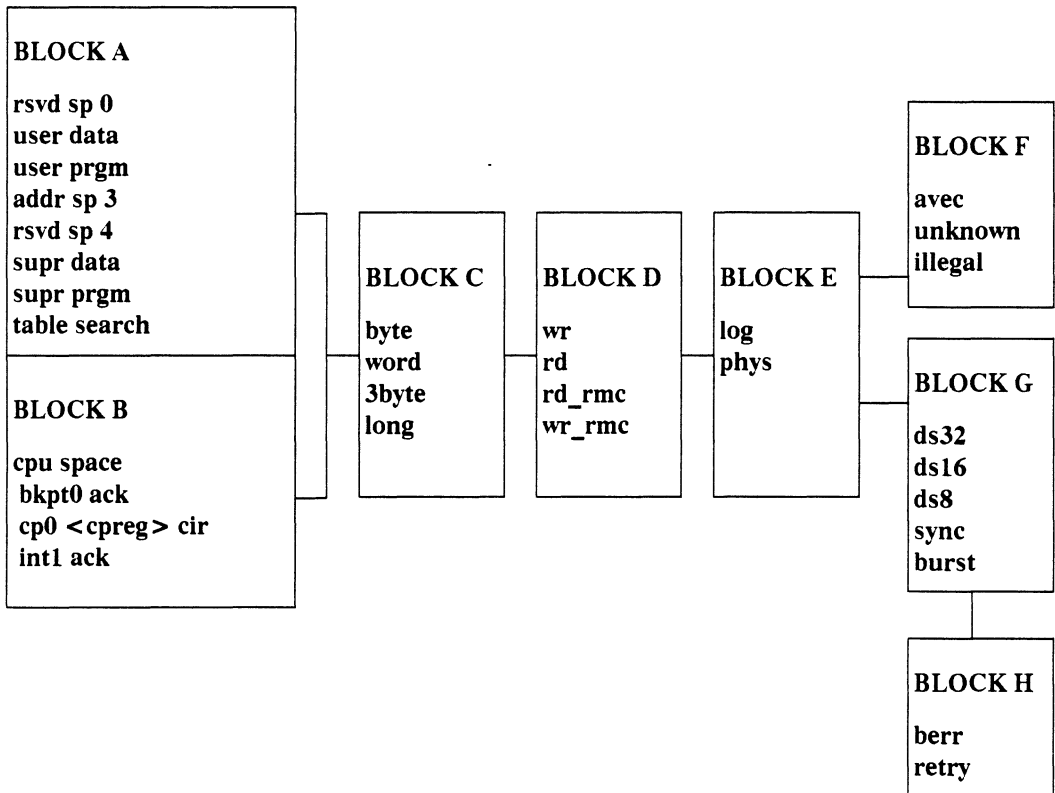 BLOCK A
rsvd sp 0
user data
user prgm
addr sp 3
rsvd sp 4
supr data
supr prgm
table search
BLOCK B
cpu space
bkpt0 ack
cp0 <cpreg> cir
int1 ack
BLOCK C
byte
word
3byte
long
BLOCK D
wr
rd
rd_rmc
wr_rmc
BLOCK E
log
phys
BLOCK F
avec
unknown
illegal
BLOCK G
ds32
ds16
ds8
sync
burst
BLOCK H
berr
retry